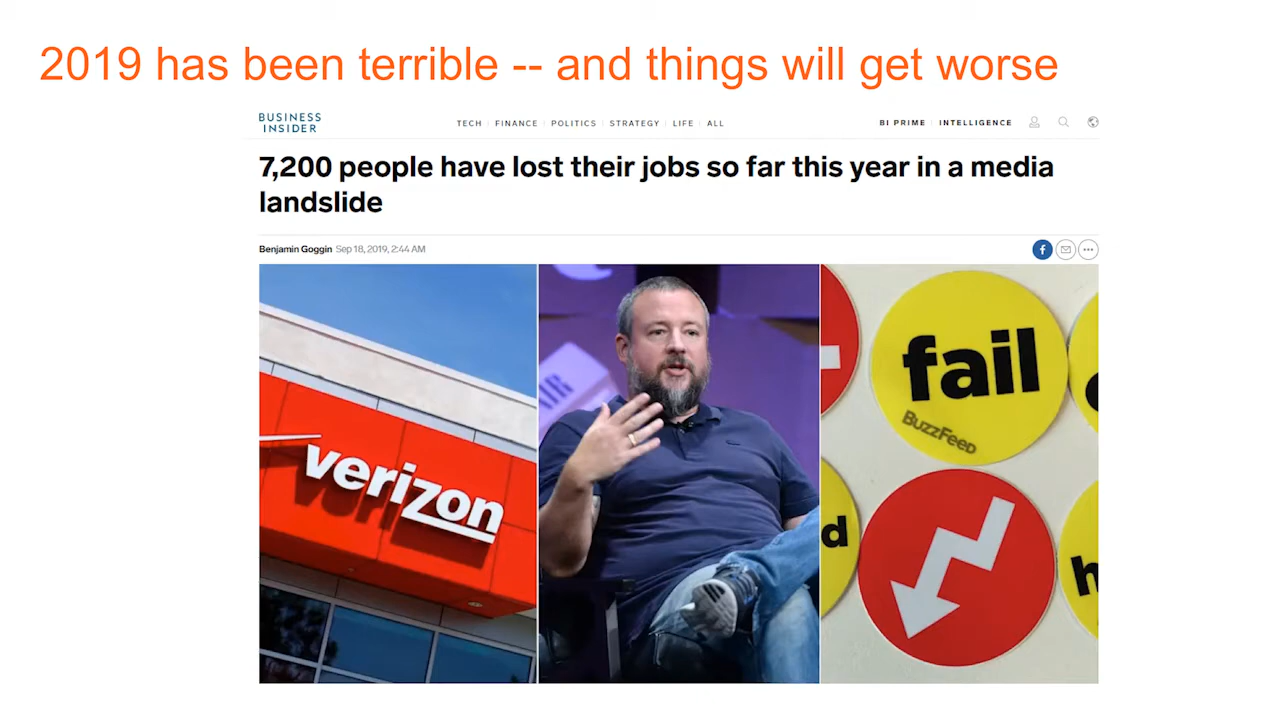 2019 has been terrible -- and things will get worse
BUSINESS
INSIDER
TECH FINANCE POLITICS STRATEGY LIFE ALL
BI PRIME INTELLIGENCE
7,200 people have lost their jobs so far this year in a media
landslide
Benjamin Goggin Sep 18, 2019, 2:44 AM
f
verizon
fail
BuzzFeed
d
h